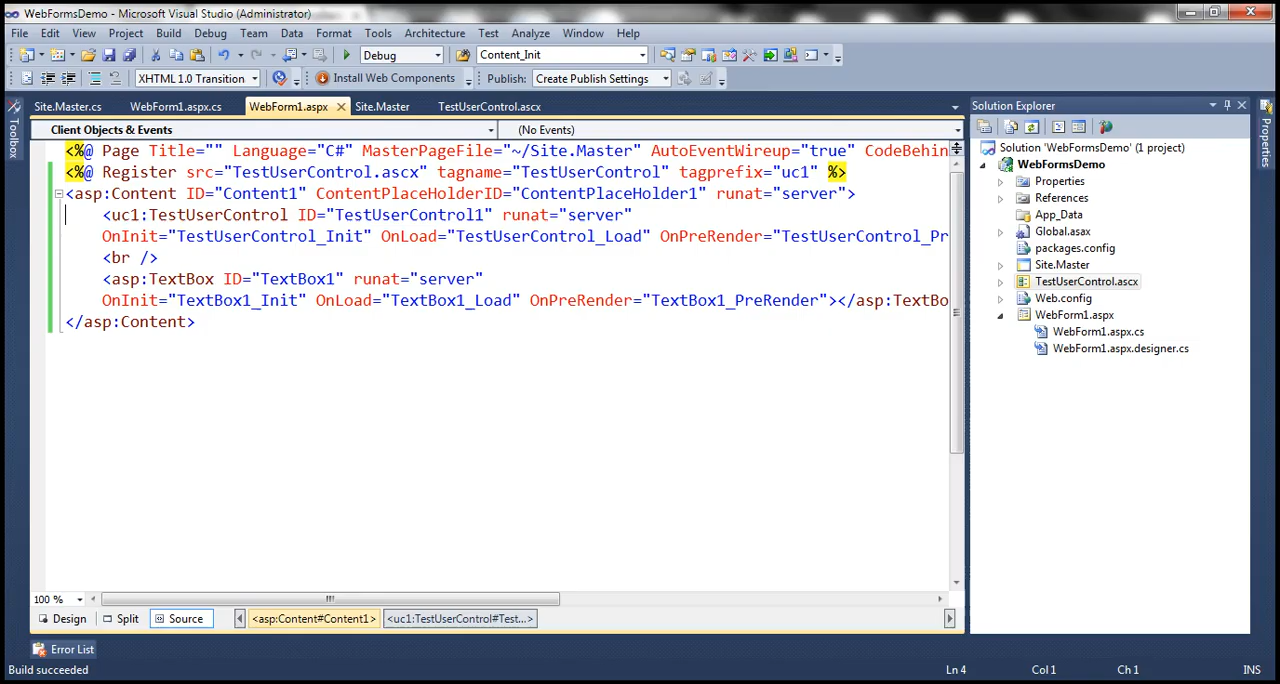 WebFormsDemo - Microsoft Visual Studio (Administrator)
File Edit View Project Build Debug Team Data Format Tools Architecture Test Analyze Window Help
Debug Content_Init
XHTML 1.0 Transition Install Web Components Publish: Create Publish Settings
Toolbox
Site.Master.cs WebForm1.aspx.cs WebForm1.aspx Site.Master TestUserControl.ascx
Client Objects & Events (No Events)
<%@ Page Title="" Language="C#" MasterPageFile="~/Site.Master" AutoEventWireup="true" CodeBehin
<%@ Register src="TestUserControl.ascx" tagname="TestUserControl" tagprefix="uc1" %>
<asp:Content ID="Content1" ContentPlaceHolderID="ContentPlaceHolder1" runat="server">
<uc1:TestUserControl ID="TestUserControl1" runat="server"
OnInit="TestUserControl_Init" OnLoad="TestUserControl_Load" OnPreRender="TestUserControl_Pr
<br />
<asp:TextBox ID="TextBox1" runat="server"
OnInit="TextBox1_Init" OnLoad="TextBox1_Load" OnPreRender="TextBox1_PreRender"></asp:TextBo
</asp:Content>
100 %
Design Split Source <asp:Content#Content1> <uc1:TestUserControl#Test...>
Solution Explorer
Solution 'WebFormsDemo' (1 project)
WebFormsDemo
Properties
References
App_Data
Global.asax
packages.config
Site.Master
TestUserControl.ascx
Web.config
WebForm1.aspx
WebForm1.aspx.cs
WebForm1.aspx.designer.cs
Properties
Error List
Build succeeded Ln 4 Col 1 Ch 1 INS